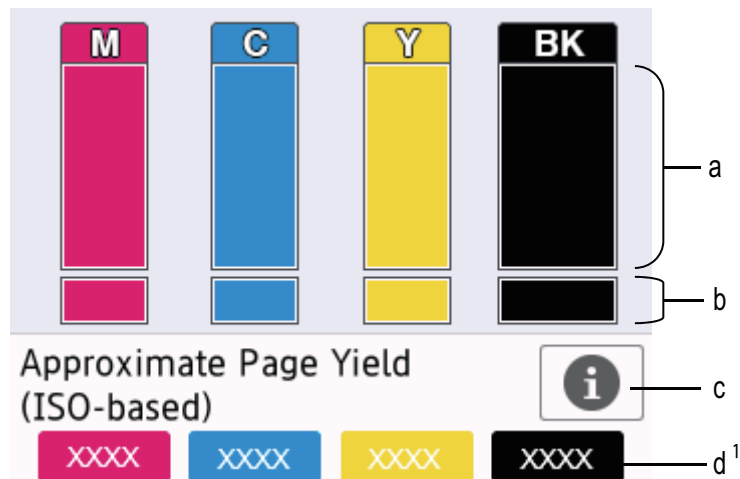 M C Y BK
a
b
Approximate Page Yield
(ISO-based)
c
XXXX XXXX XXXX XXXX
d 1